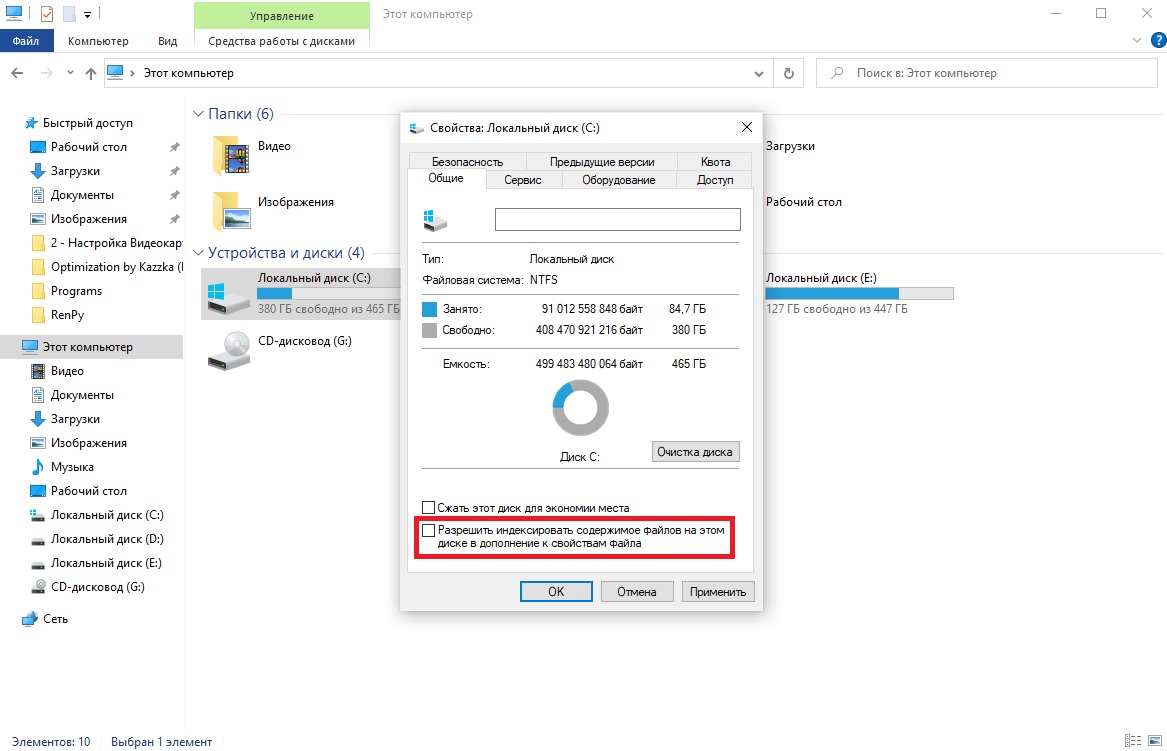 Управление
Этот компьютер
Файл
Компьютер
Вид
Средства работы с дисками
?
Этот компьютер
Поиск в: Этот компьютер
Быстрый доступ
Рабочий стол
Загрузки
Документы
Изображения
2 - Настройка Видеокар
Optimization by Kazzka (
Programs
RenPy
Этот компьютер
Видео
Документы
Загрузки
Изображения
Музыка
Рабочий стол
Локальный диск (C:)
Локальный диск (D:)
Локальный диск (E:)
CD-дисковод (G:)
Сеть
Папки (6)
Видео
Загрузки
Изображения
Рабочий стол
Устройства и диски (4)
Локальный диск (C:)
380 ГБ свободно из 465 ГБ
Локальный диск (E:)
127 ГБ свободно из 447 ГБ
CD-дисковод (G:)
Свойства: Локальный диск (C:)
Безопасность
Предыдущие версии
Квота
Общие
Сервис
Оборудование
Доступ
Тип: Локальный диск
Файловая система: NTFS
Занято: 91 012 558 848 байт 84,7 ГБ
Свободно: 408 470 921 216 байт 380 ГБ
Емкость: 499 483 480 064 байт 465 ГБ
Диск C:
Очистка диска
Сжать этот диск для экономии места
Разрешить индексировать содержимое файлов на этом
диске в дополнение к свойствам файла
OK
Отмена
Применить
Элементов: 10
Выбран 1 элемент